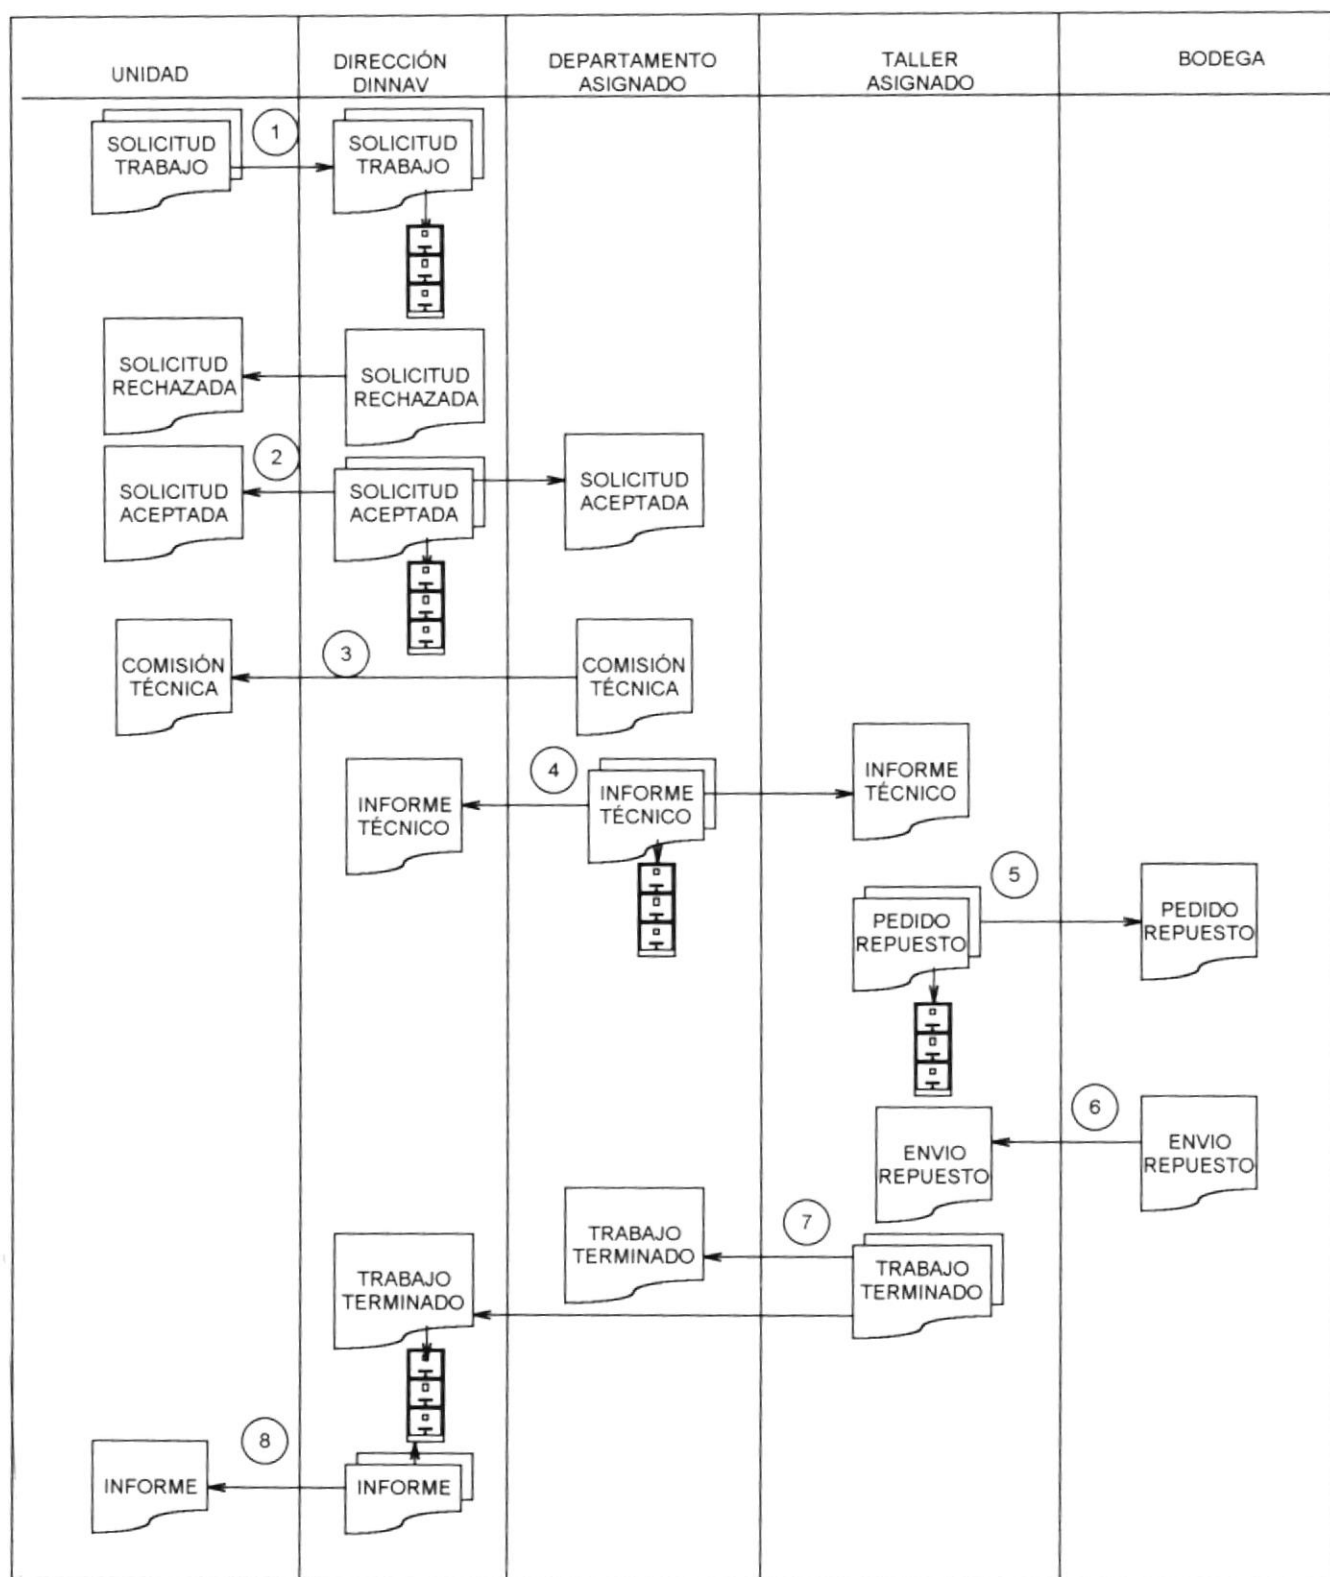 UNIDAD
DIRECCIÓN
DINNAV
DEPARTAMENTO
ASIGNADO
TALLER
ASIGNADO
BODEGA
SOLICITUD
TRABAJO
1
SOLICITUD
TRABAJO
SOLICITUD
RECHAZADA
SOLICITUD
RECHAZADA
SOLICITUD
ACEPTADA
2
SOLICITUD
ACEPTADA
SOLICITUD
ACEPTADA
COMISIÓN
TÉCNICA
3
COMISIÓN
TÉCNICA
INFORME
TÉCNICO
4
INFORME
TÉCNICO
INFORME
TÉCNICO
PEDIDO
REPUESTO
5
PEDIDO
REPUESTO
ENVIO
REPUESTO
6
ENVIO
REPUESTO
TRABAJO
TERMINADO
TRABAJO
TERMINADO
7
TRABAJO
TERMINADO
INFORME
8
INFORME